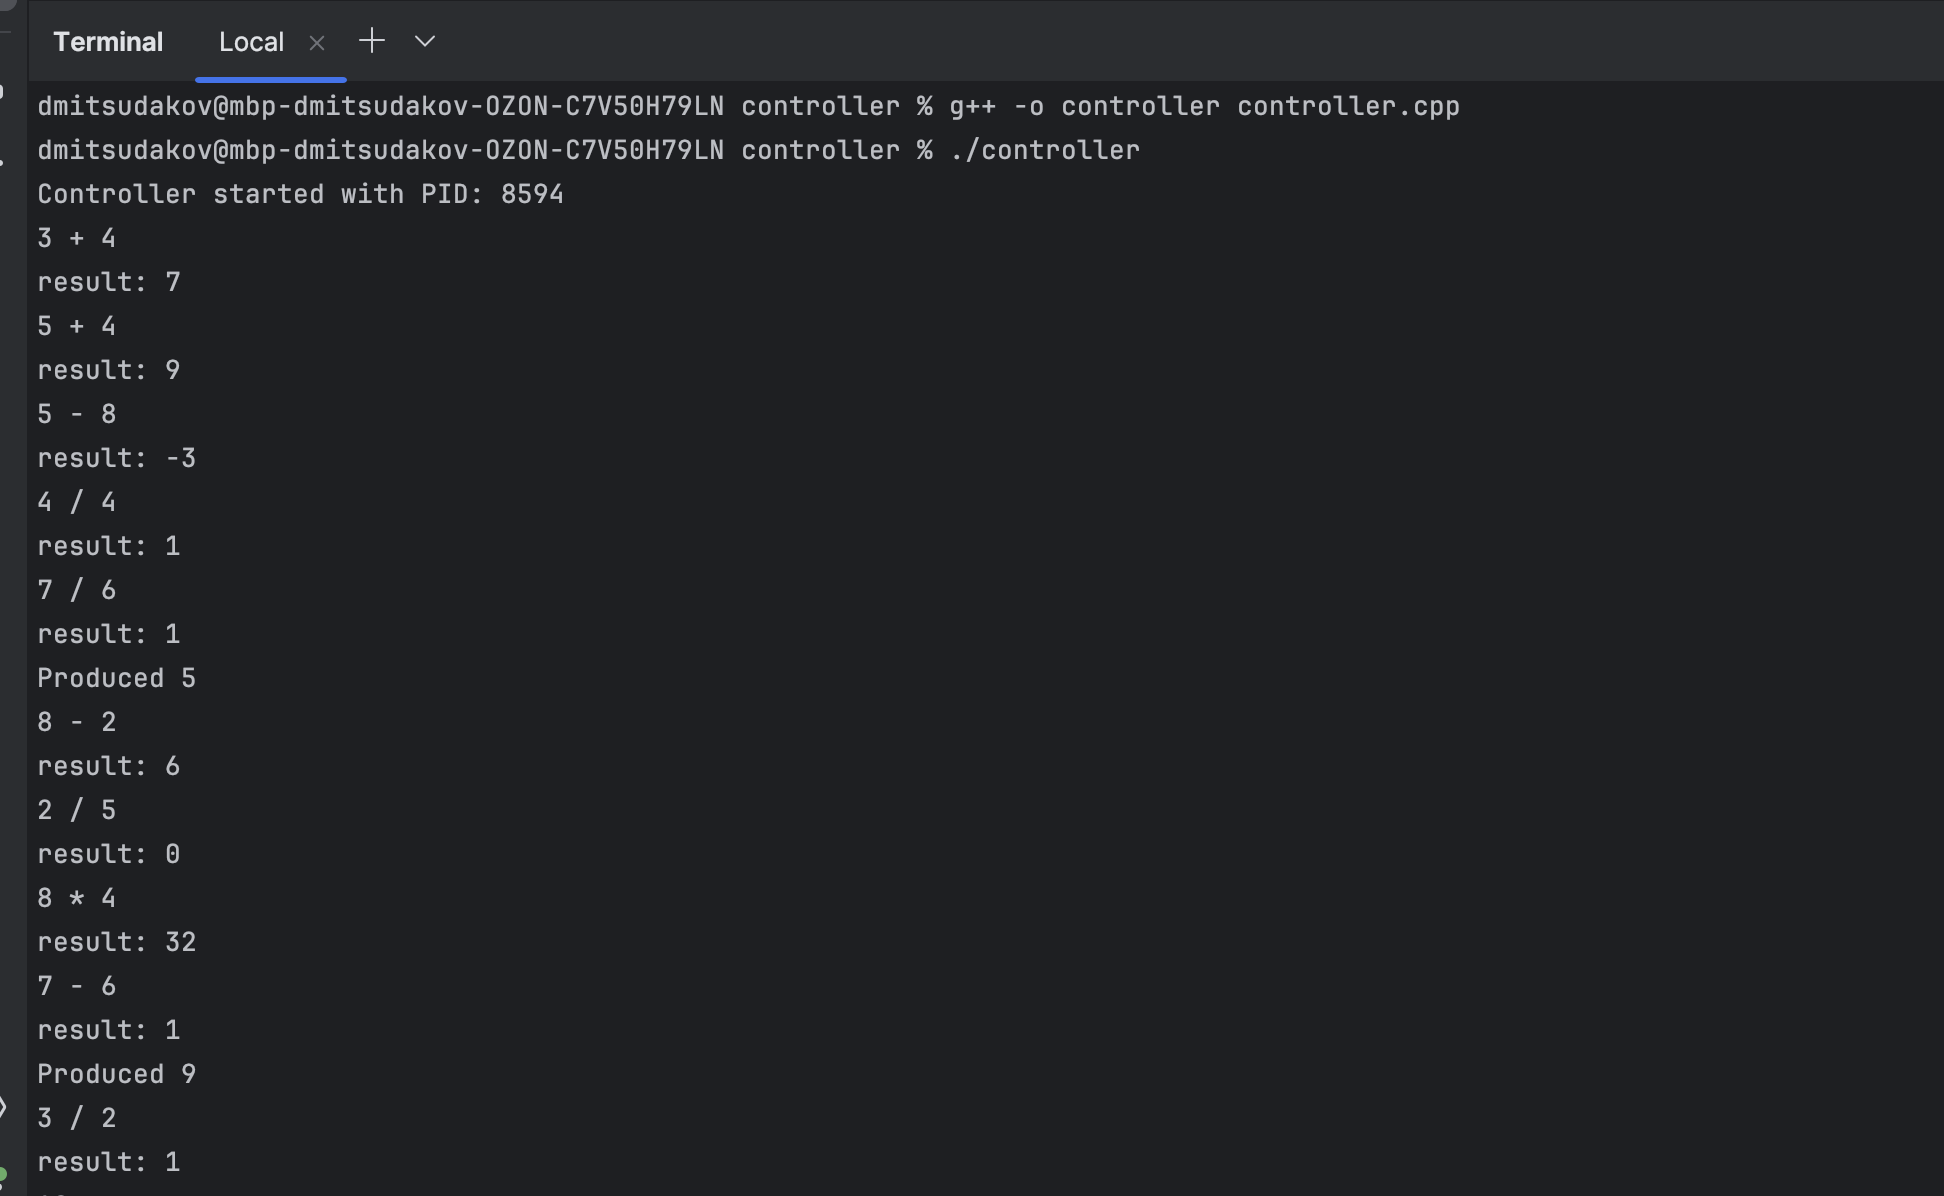 Terminal Local
dmitsudakov@mbp-dmitsudakov-OZON-C7V50H79LN controller % g++ -o controller controller.cpp
dmitsudakov@mbp-dmitsudakov-OZON-C7V50H79LN controller % ./controller
Controller started with PID: 8594
3 + 4
result: 7
5 + 4
result: 9
5 - 8
result: -3
4 / 4
result: 1
7 / 6
result: 1
Produced 5
8 - 2
result: 6
2 / 5
result: 0
8 * 4
result: 32
7 - 6
result: 1
Produced 9
3 / 2
result: 1